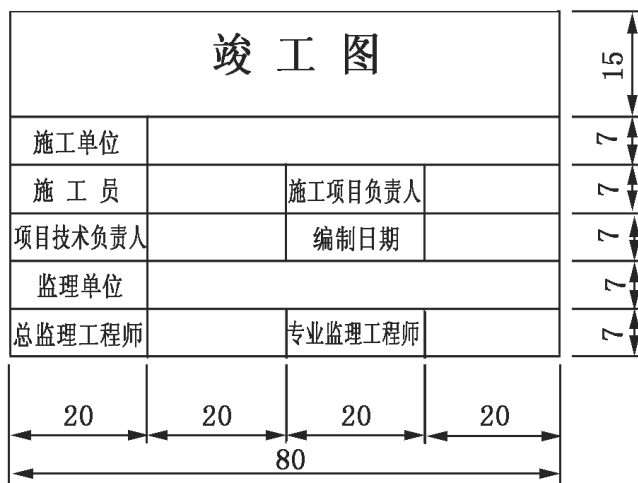 竣工图
15
施工单位
7
施工员 施工项目负责人
7
项目技术负责人 编制日期
7
监理单位
7
总监理工程师 专业监理工程师
7
20 20 20 20
80